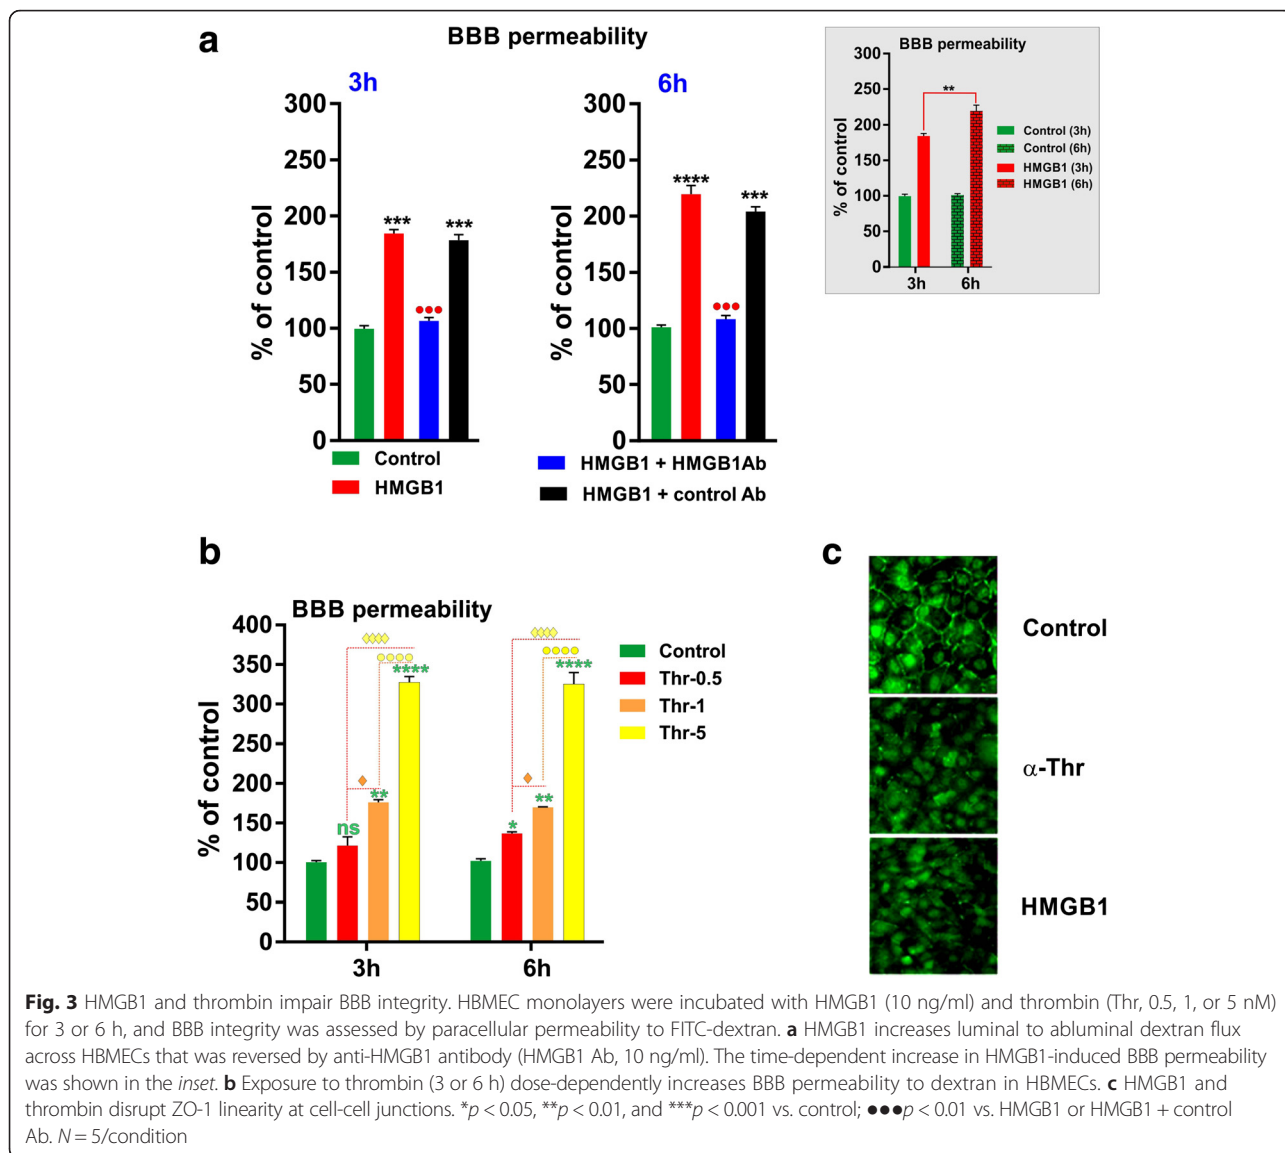 a
BBB permeability
3h
6h
300
250
200
150
100
50
0
% of control
***
●●●
***
300
250
200
150
100
50
0
% of control
****
●●●
***
Control
HMGB1
HMGB1 + HMGB1Ab
HMGB1 + control Ab
BBB permeability
300
250
200
150
100
50
0
% of control
**
3h
6h
Control (3h)
Control (6h)
HMGB1 (3h)
HMGB1 (6h)
b
BBB permeability
400
350
300
250
200
150
100
50
0
% of control
ns
**
****
*
**
****
3h
6h
Control
Thr-0.5
Thr-1
Thr-5
c
Control
α-Thr
HMGB1
Fig. 3 HMGB1 and thrombin impair BBB integrity. HBMEC monolayers were incubated with HMGB1 (10 ng/ml) and thrombin (Thr, 0.5, 1, or 5 nM)
for 3 or 6 h, and BBB integrity was assessed by paracellular permeability to FITC-dextran. a HMGB1 increases luminal to abluminal dextran flux
across HBMECs that was reversed by anti-HMGB1 antibody (HMGB1 Ab, 10 ng/ml). The time-dependent increase in HMGB1-induced BBB permeability
was shown in the inset. b Exposure to thrombin (3 or 6 h) dose-dependently increases BBB permeability to dextran in HBMECs. c HMGB1 and
thrombin disrupt ZO-1 linearity at cell-cell junctions. *p < 0.05, **p < 0.01, and ***p < 0.001 vs. control; ●●●p < 0.01 vs. HMGB1 or HMGB1 + control
Ab. N = 5/condition